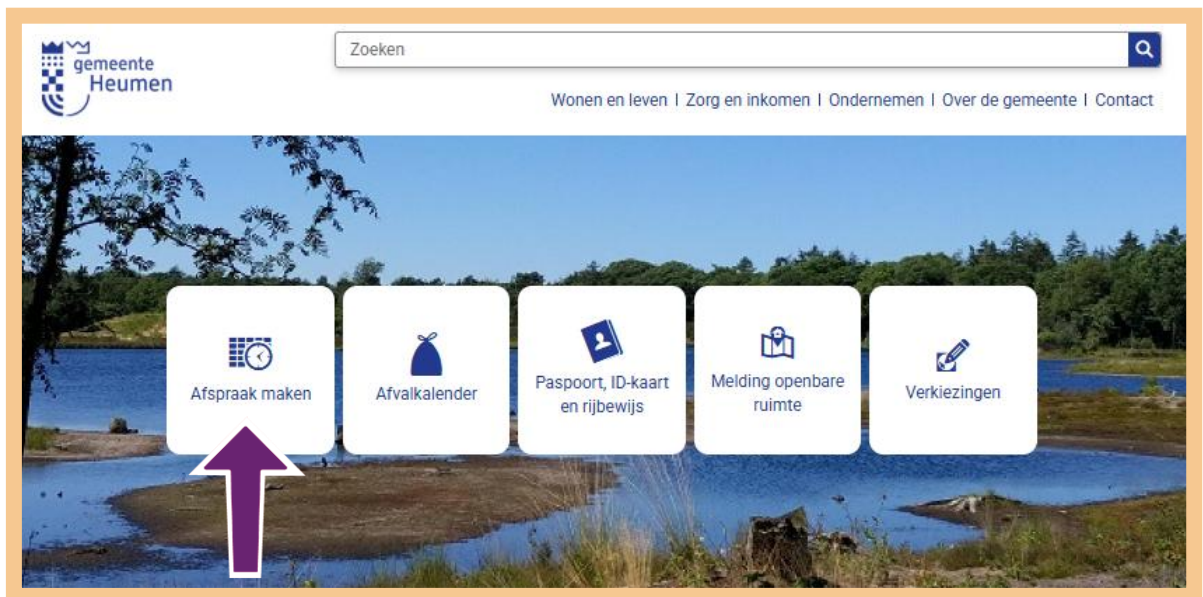 gemeente
Heumen
Zoeken
Wonen en leven I Zorg en inkomen I Ondernemen I Over de gemeente I Contact
Afspraak maken
Afvalkalender
Paspoort, ID-kaart
en rijbewijs
Melding openbare
ruimte
Verkiezingen